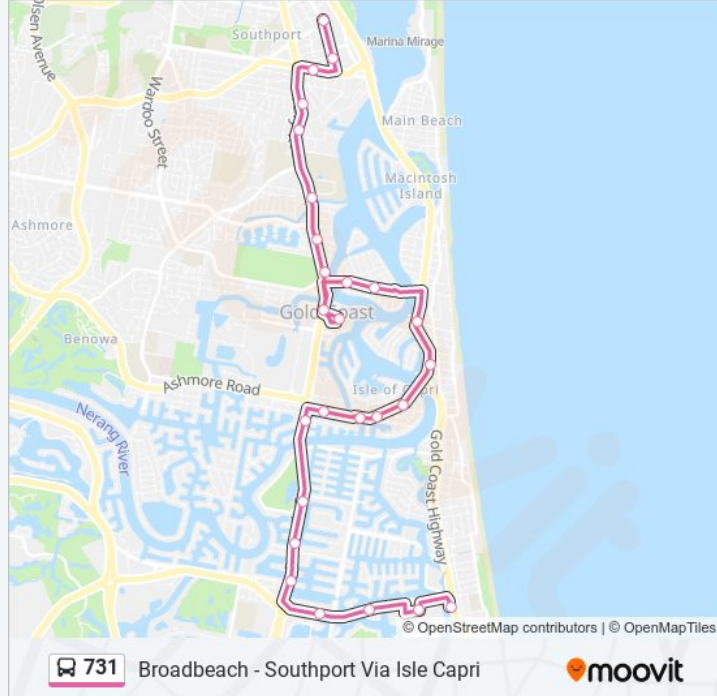 Olsen Avenue
Southport
Marina Mirage
Wardoo Street
Main Beach
Macintosh
Island
Ashmore
Gold Coast
Benowa
Ashmore Road
Isle of Capri
Nerang
River
Gold Coast Highway
© OpenStreetMap contributors | © OpenMapTiles
731 Broadbeach - Southport Via Isle Capri
moovit